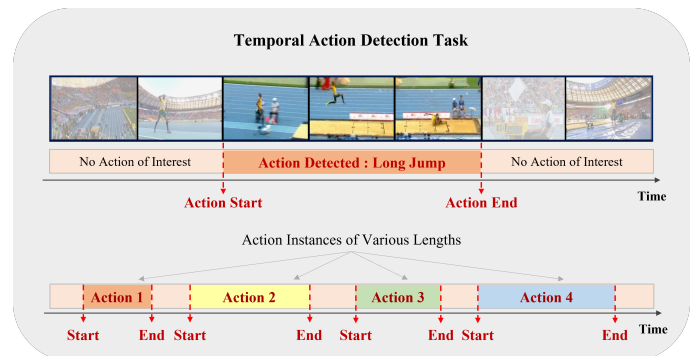 Temporal Action Detection Task
No Action of Interest
Action Detected : Long Jump
No Action of Interest
Action Start
Action End
Time
Action Instances of Various Lengths
Action 1
Action 2
Action 3
Action 4
Start
End
Start
End
Start
End
Start
End
Time